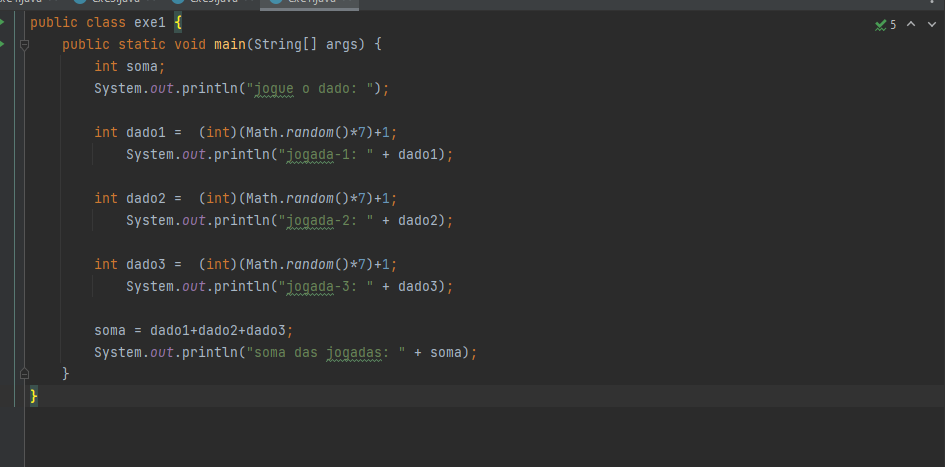 public class exe1 {
public static void main(String[] args) {
int soma;
System.out.println("jogue o dado: ");
int dado1 =  (int)(Math.random()*7)+1;
System.out.println("jogada-1: " + dado1);
int dado2 =  (int)(Math.random()*7)+1;
System.out.println("jogada-2: " + dado2);
int dado3 =  (int)(Math.random()*7)+1;
System.out.println("jogada-3: " + dado3);
soma = dado1+dado2+dado3;
System.out.println("soma das jogadas: " + soma);
}
}
5